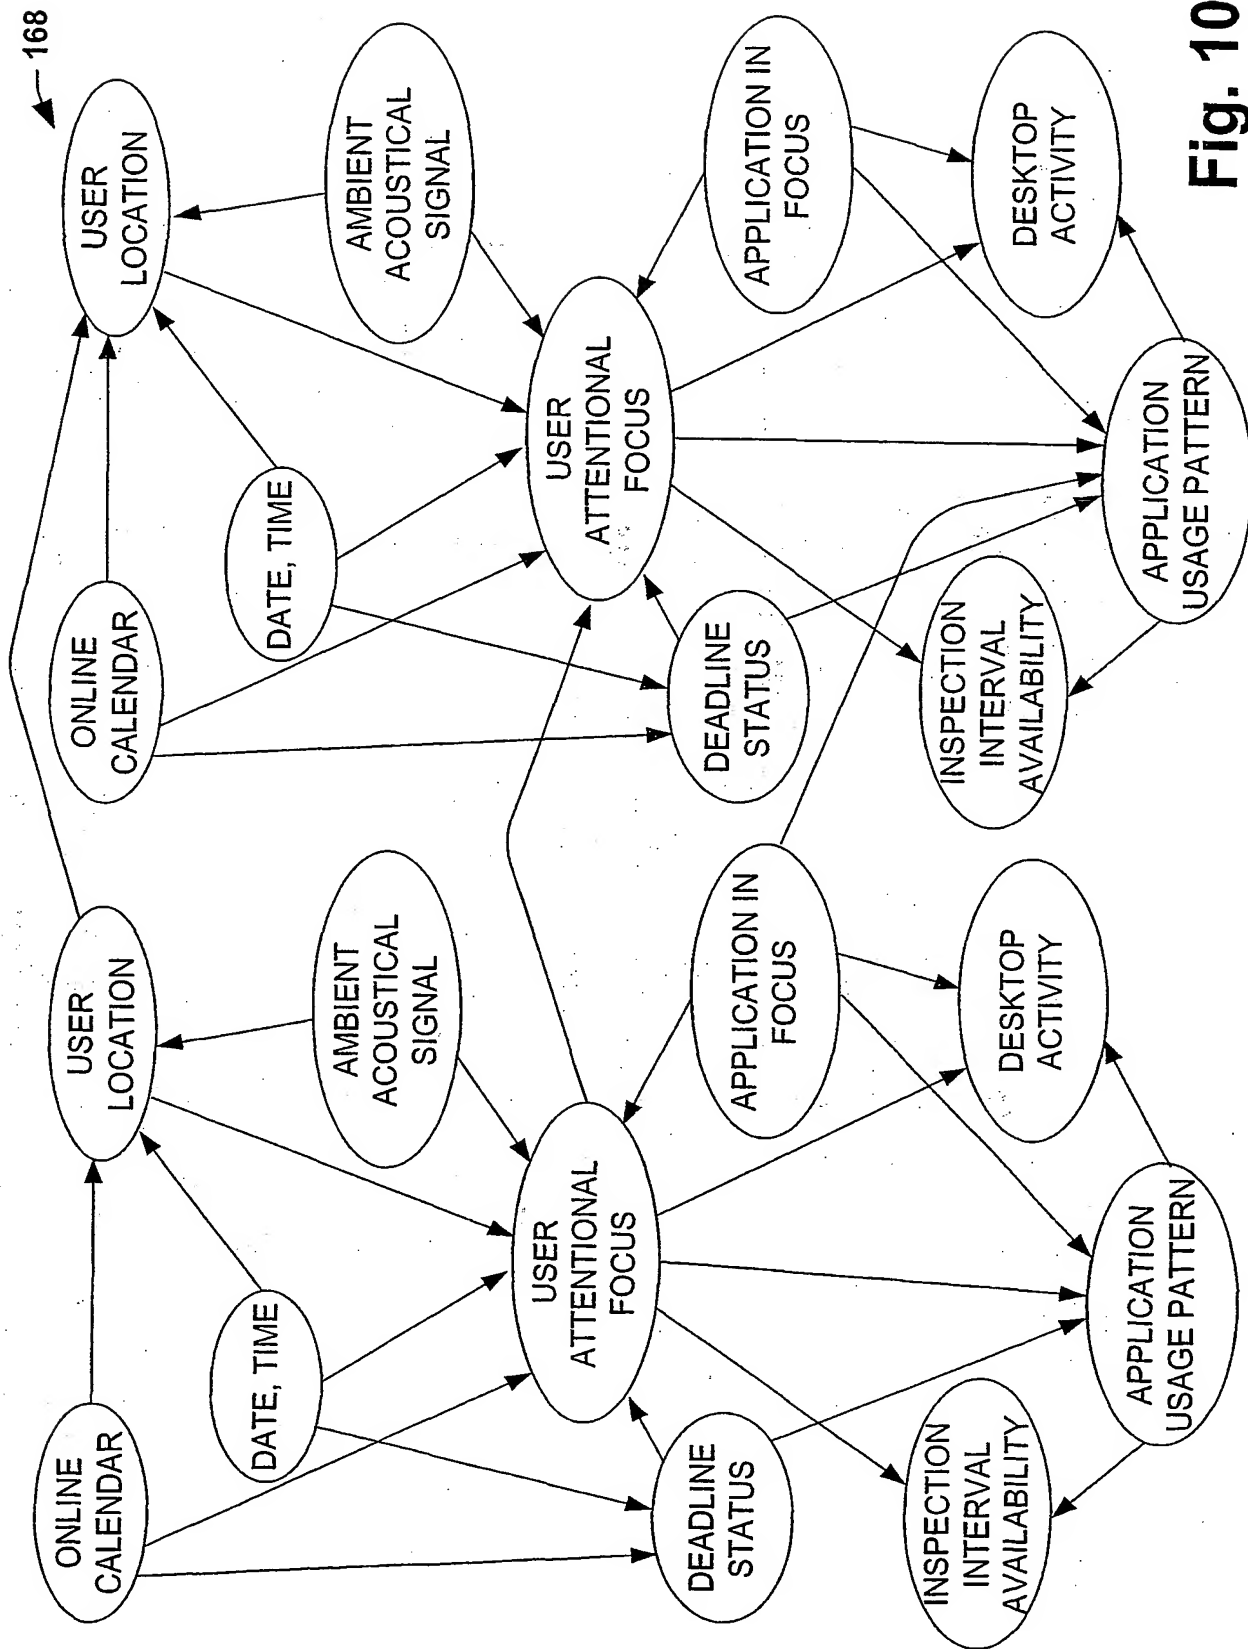 168
ONLINE
CALENDAR
USER
LOCATION
DATE, TIME
AMBIENT
ACOUSTICAL
SIGNAL
USER
ATTENTIONAL
FOCUS
DEADLINE
STATUS
APPLICATION IN
FOCUS
INSPECTION
INTERVAL
AVAILABILITY
DESKTOP
ACTIVITY
APPLICATION
USAGE PATTERN
ONLINE
CALENDAR
USER
LOCATION
DATE, TIME
AMBIENT
ACOUSTICAL
SIGNAL
USER
ATTENTIONAL
FOCUS
DEADLINE
STATUS
APPLICATION IN
FOCUS
INSPECTION
INTERVAL
AVAILABILITY
DESKTOP
ACTIVITY
APPLICATION
USAGE PATTERN
Fig. 10